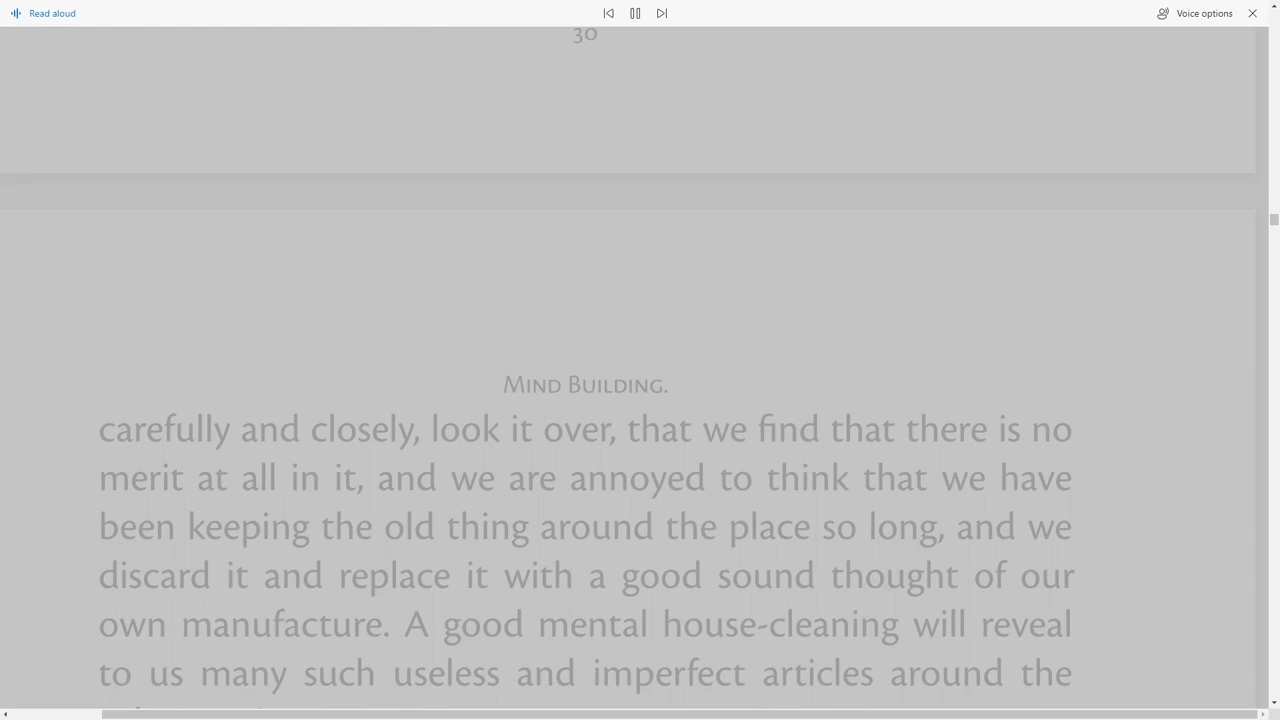 Read aloud
Voice options
30
Mind Building.
carefully and closely, look it over, that we find that there is no
merit at all in it, and we are annoyed to think that we have
been keeping the old thing around the place so long, and we
discard it and replace it with a good sound thought of our
own manufacture. A good mental house-cleaning will reveal
to us many such useless and imperfect articles around the